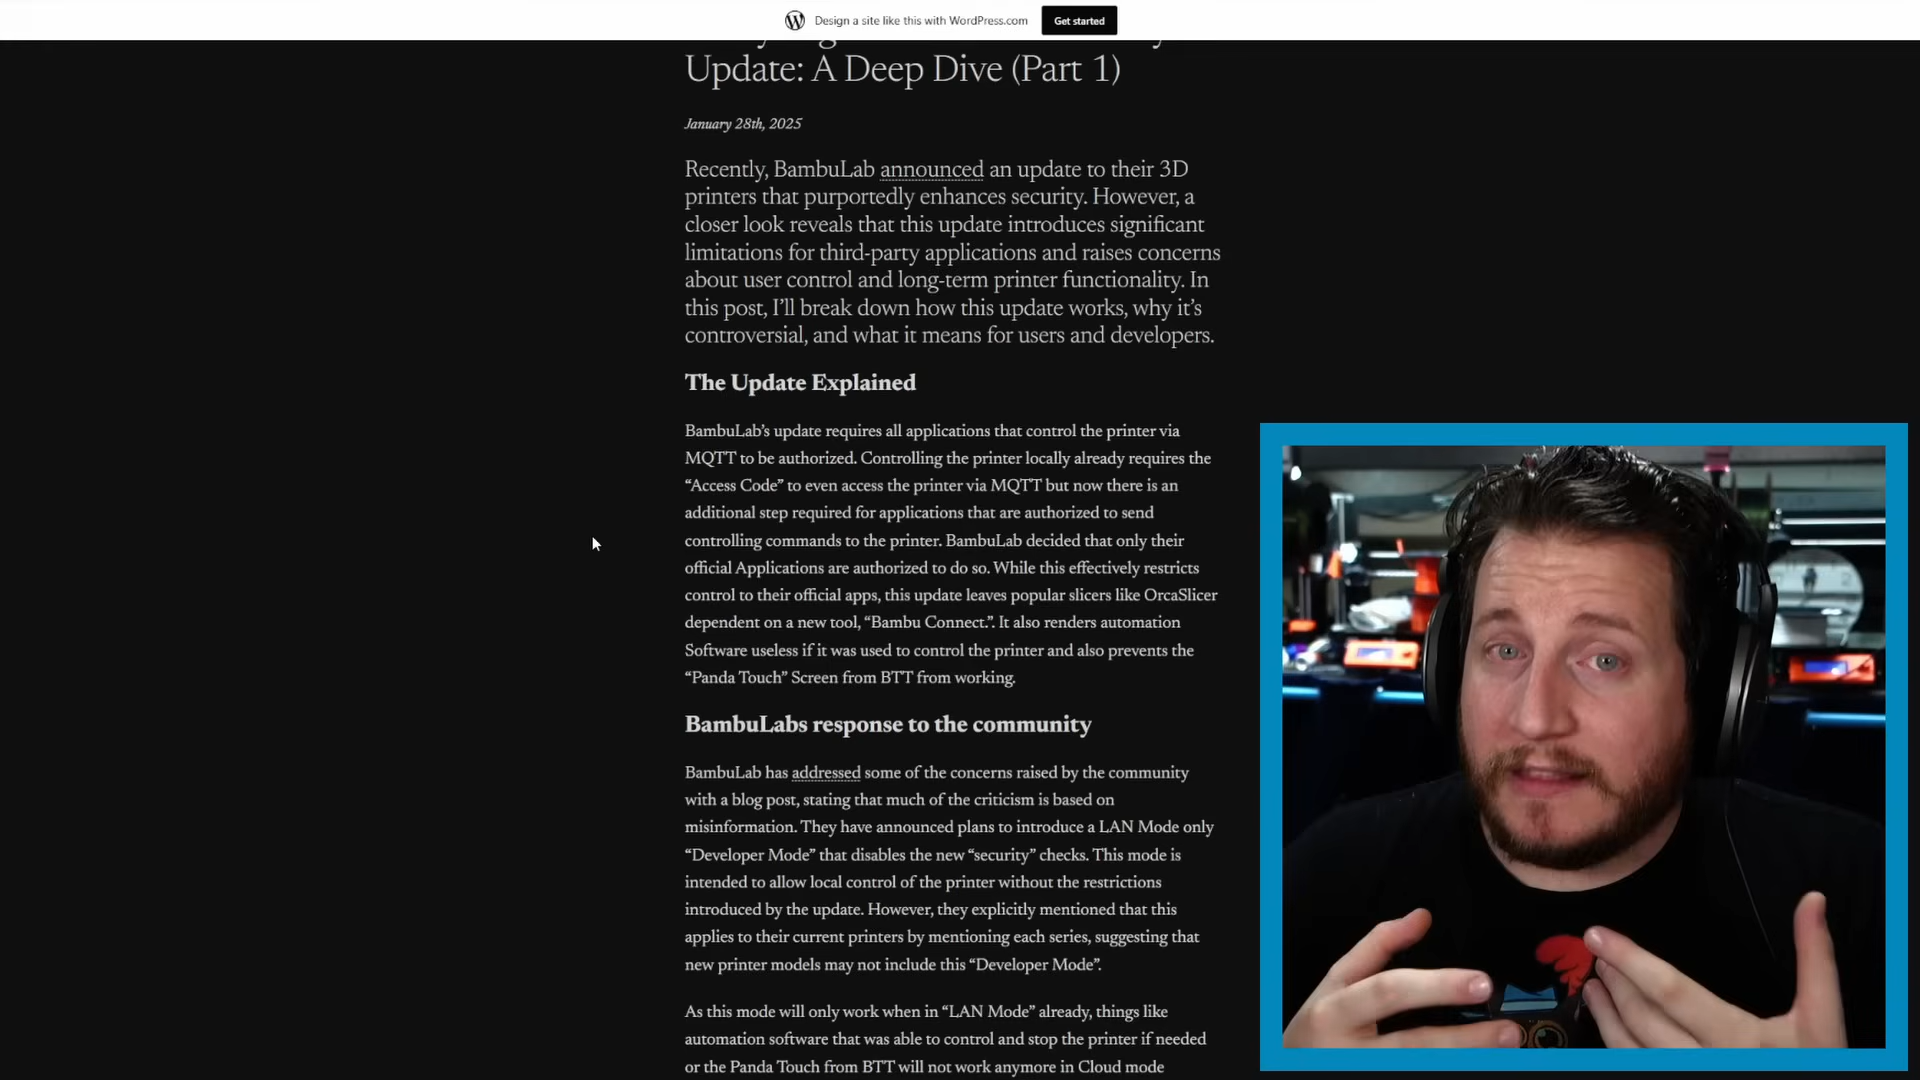 Design a site like this with WordPress.com
Get started
Update: A Deep Dive (Part 1)
January 28th, 2025
Recently, BambuLab announced an update to their 3D
printers that purportedly enhances security. However, a
closer look reveals that this update introduces significant
limitations for third-party applications and raises concerns
about user control and long-term printer functionality. In
this post, I’ll break down how this update works, why it’s
controversial, and what it means for users and developers.
The Update Explained
BambuLab’s update requires all applications that control the printer via
MQTT to be authorized. Controlling the printer locally already requires the
“Access Code” to even access the printer via MQTT but now there is an
additional step required for applications that are authorized to send
controlling commands to the printer. BambuLab decided that only their
official Applications are authorized to do so. While this effectively restricts
control to their official apps, this update leaves popular slicers like OrcaSlicer
dependent on a new tool, “Bambu Connect.”. It also renders automation
Software useless if it was used to control the printer and also prevents the
“Panda Touch” Screen from BTT from working.
BambuLabs response to the community
BambuLab has addressed some of the concerns raised by the community
with a blog post, stating that much of the criticism is based on
misinformation. They have announced plans to introduce a LAN Mode only
“Developer Mode” that disables the new “security” checks. This mode is
intended to allow local control of the printer without the restrictions
introduced by the update. However, they explicitly mentioned that this
applies to their current printers by mentioning each series, suggesting that
new printer models may not include this “Developer Mode”.
As this mode will only work when in “LAN Mode” already, things like
automation software that was able to control and stop the printer if needed
or the Panda Touch from BTT will not work anymore in Cloud mode